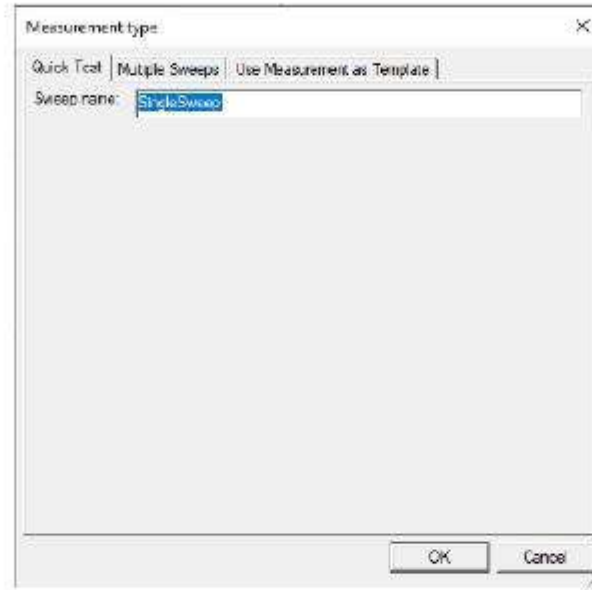 Measurement type
Quick Test Multiple Sweeps Use Measurement as Template
Sweep name: SingleSweep
OK Cancel